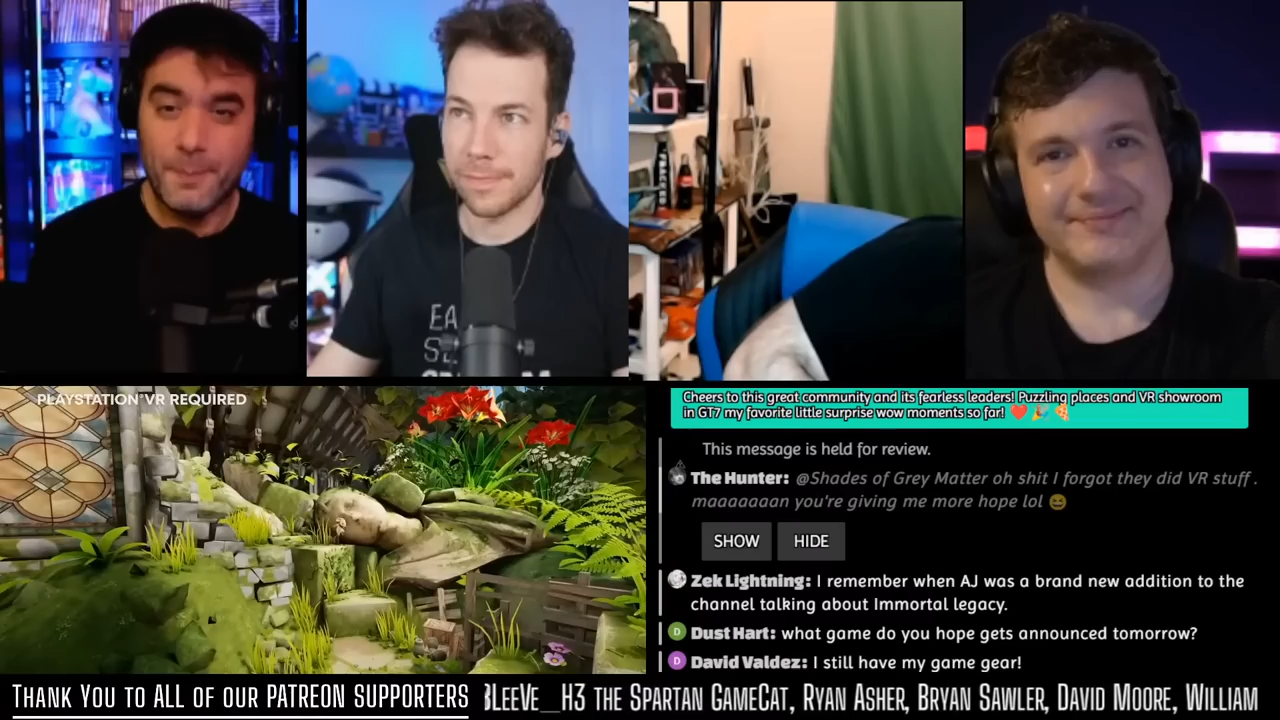 EA
PLAYSTATION®VR REQUIRED
Cheers to this great community and its fearless leaders! Puzzling places and VR showroom
in GT7 my favorite little surprise wow moments so far! ❤️ 🎉 🍕
This message is held for review.
The Hunter: @Shades of Grey Matter oh shit I forgot they did VR stuff .
maaaaaaan you're giving me more hope lol 😆
SHOW HIDE
Zek Lightning: I remember when AJ was a brand new addition to the
channel talking about Immortal legacy.
D Dust Hart: what game do you hope gets announced tomorrow?
D David Valdez: I still have my game gear!
THANK YOU TO ALL OF OUR PATREON SUPPORTERS BLEEVE__H3 THE SPARTAN GAMECAT, RYAN ASHER, BRYAN SAWLER, DAVID MOORE, WILLIAM